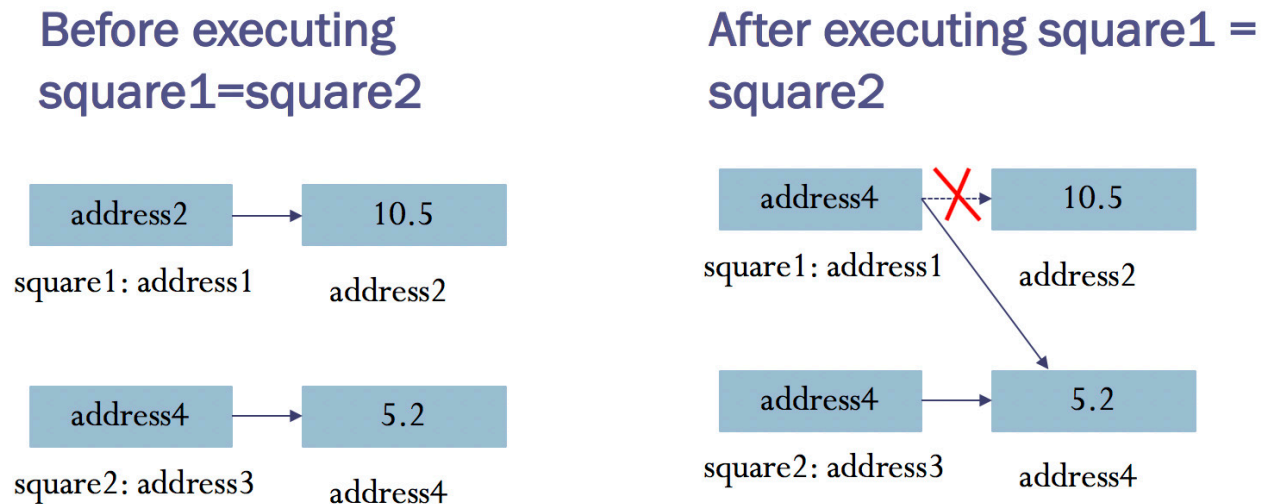 Before executing
square1=square2
address2
10.5
square1: address1
address2
address4
5.2
square2: address3
address4
After executing square1 =
square2
address4
10.5
square1: address1
address2
address4
5.2
square2: address3
address4